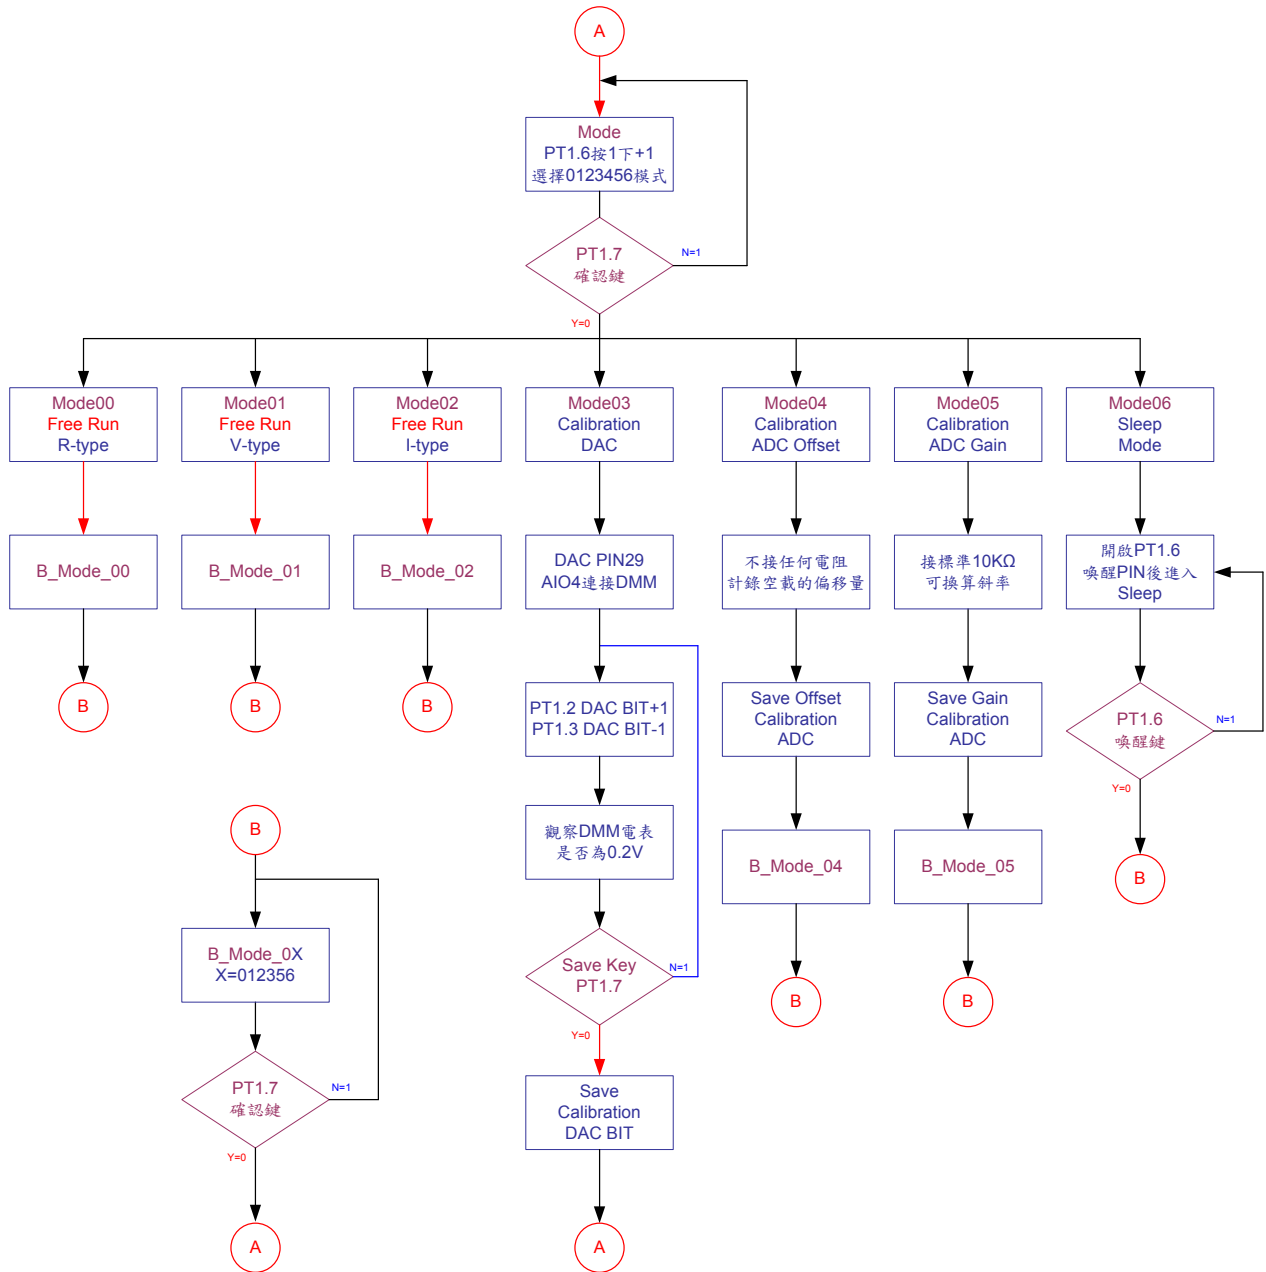 A
Mode
PT1.6按1下+1
選擇0123456模式
PT1.7
確認鍵
N=1
Y=0
Mode00
Free Run
R-type
Mode01
Free Run
V-type
Mode02
Free Run
I-type
Mode03
Calibration
DAC
Mode04
Calibration
ADC Offset
Mode05
Calibration
ADC Gain
Mode06
Sleep
Mode
B_Mode_00
B_Mode_01
B_Mode_02
DAC PIN29
AIO4連接DMM
不接任何電阻
計錄空載的偏移量
接標準10KΩ
可換算斜率
開啟PT1.6
喚醒PIN後進入
Sleep
B
B
B
PT1.2 DAC BIT+1
PT1.3 DAC BIT-1
Save Offset
Calibration
ADC
Save Gain
Calibration
ADC
PT1.6
喚醒鍵
N=1
Y=0
B
觀察DMM電表
是否為0.2V
B_Mode_04
B_Mode_05
B
B_Mode_0X
X=012356
Save Key
PT1.7
N=1
Y=0
B
B
PT1.7
確認鍵
N=1
Y=0
Save
Calibration
DAC BIT
A
A